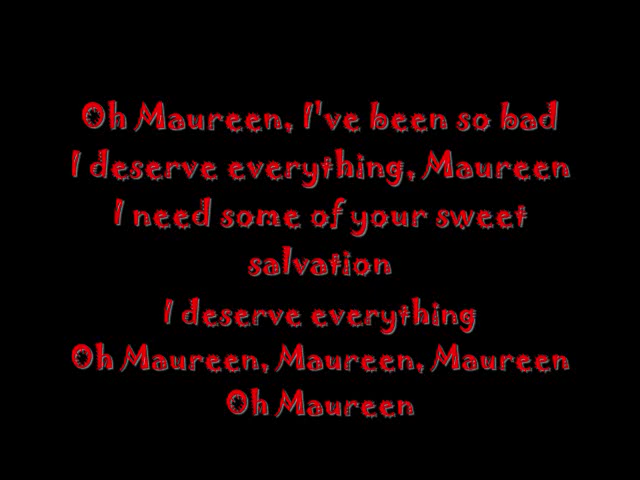 Oh Maureen, I've been so bad
I deserve everything, Maureen
I need some of your sweet
salvation
I deserve everything
Oh Maureen, Maureen, Maureen
Oh Maureen